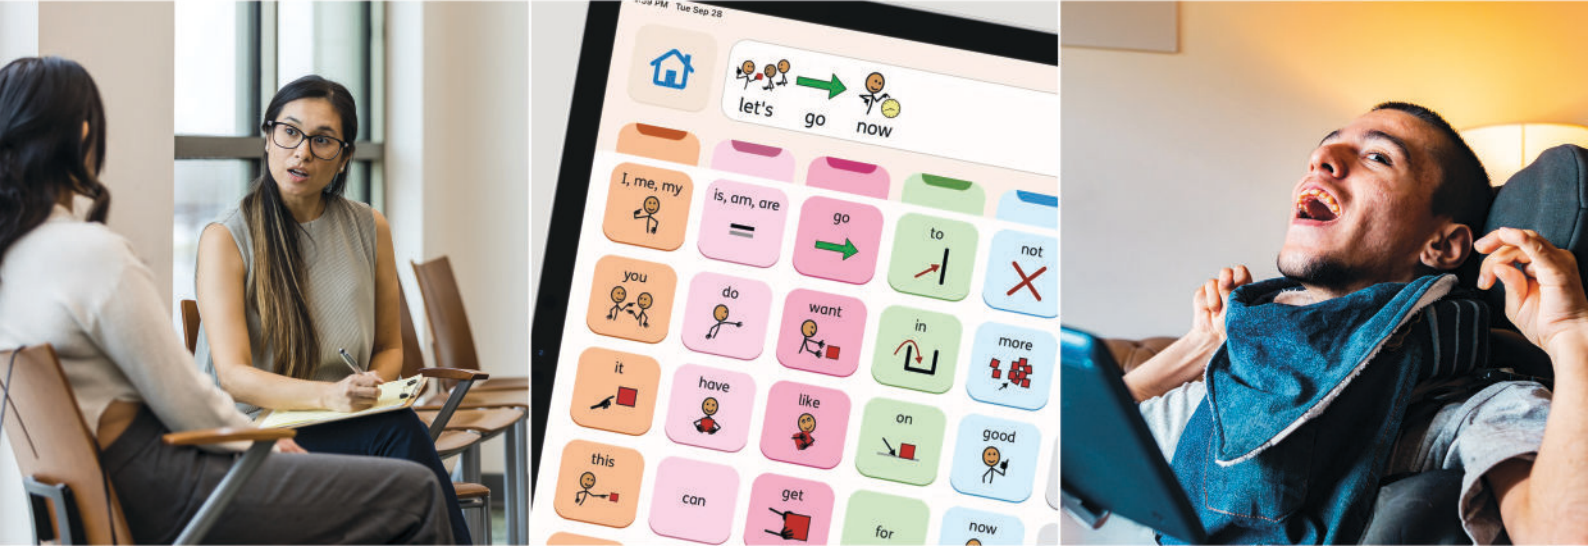 PM Tue Sep 28
let's go now
I, me, my
is, am, are
go
to
not
you
do
want
in
more
it
have
like
on
good
this
can
get
for
now